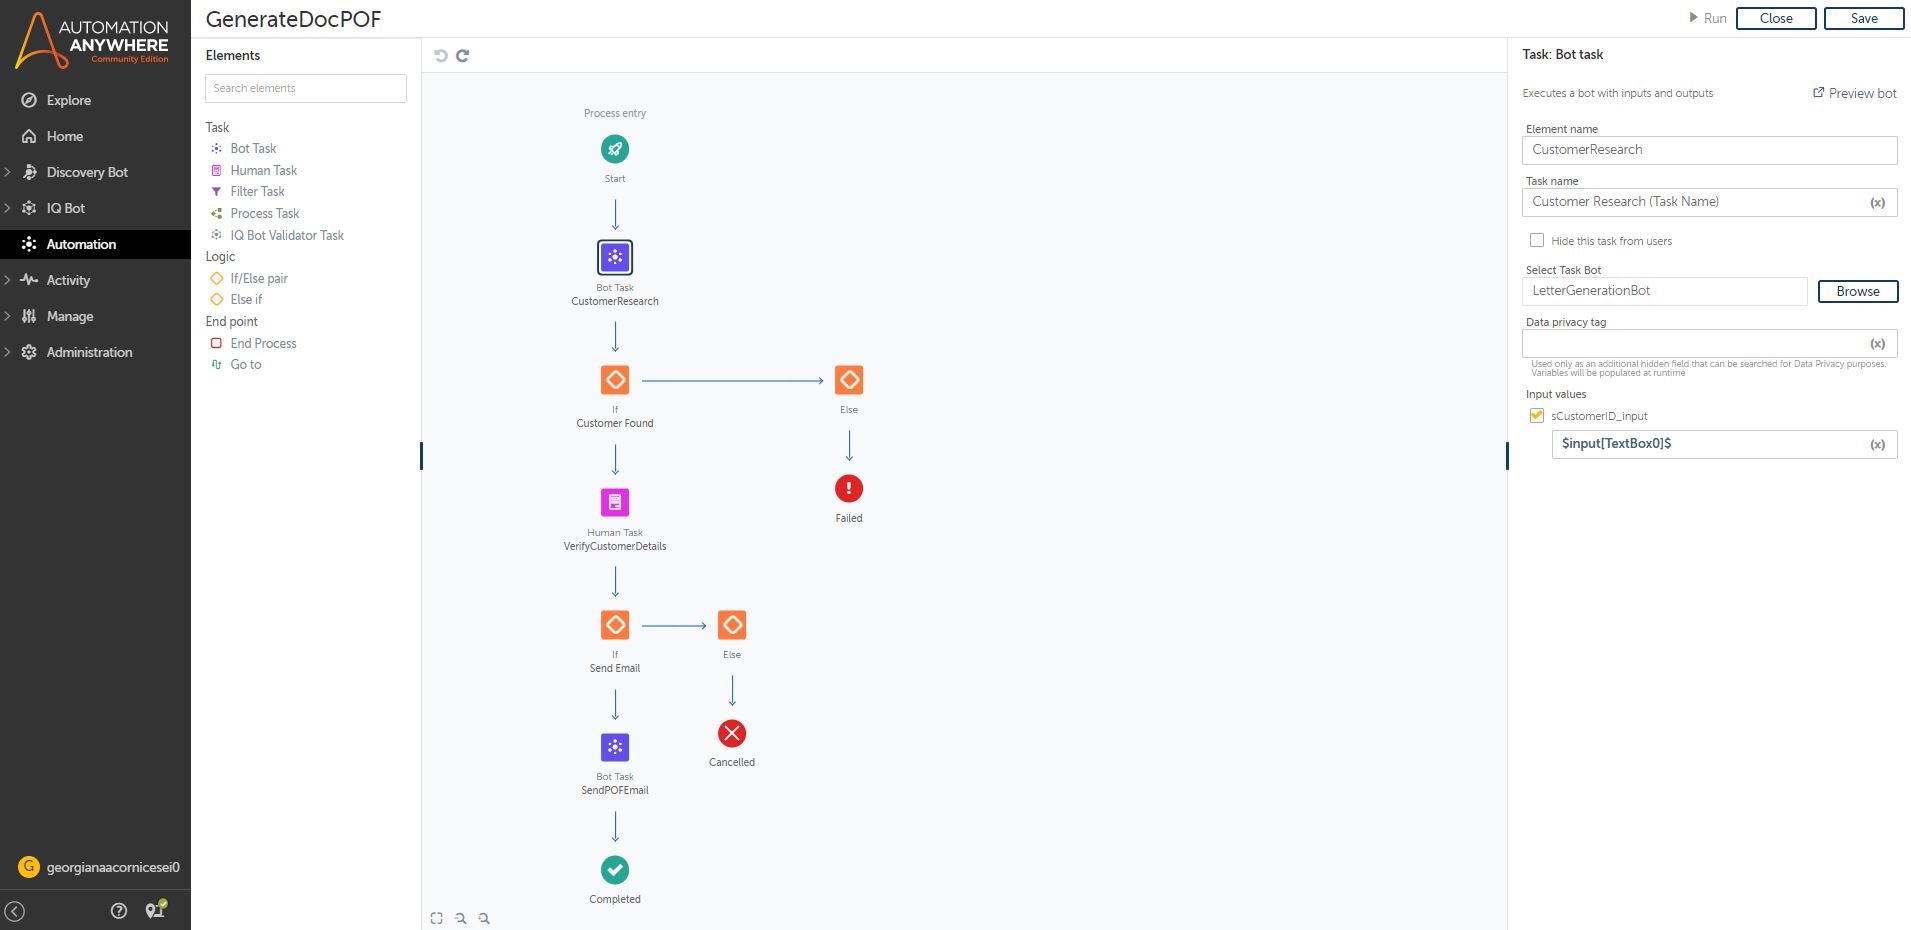 AUTOMATION
ANYWHERE
Community Edition
Explore
Home
Discovery Bot
IQ Bot
Automation
Activity
Manage
Administration
G georgianaacornicesei0
GenerateDocPOF
Run
Close
Save
Elements
Search elements
Task
Bot Task
Human Task
Filter Task
Process Task
IQ Bot Validator Task
Logic
If/Else pair
Else if
End point
End Process
Go to
Process entry
Start
Bot Task
CustomerResearch
If
Customer Found
Else
Failed
Human Task
VerifyCustomerDetails
If
Send Email
Else
Cancelled
Bot Task
SendPOFEmail
Completed
Task: Bot task
Executes a bot with inputs and outputs
Preview bot
Element name
CustomerResearch
Task name
Customer Research (Task Name)
(x)
Hide this task from users
Select Task Bot
LetterGenerationBot
Browse
Data privacy tag
(x)
Used only as an additional hidden field that can be searched for Data Privacy purposes.
Variables will be populated at runtime
Input values
sCustomerID_input
$input[TextBox0]$
(x)